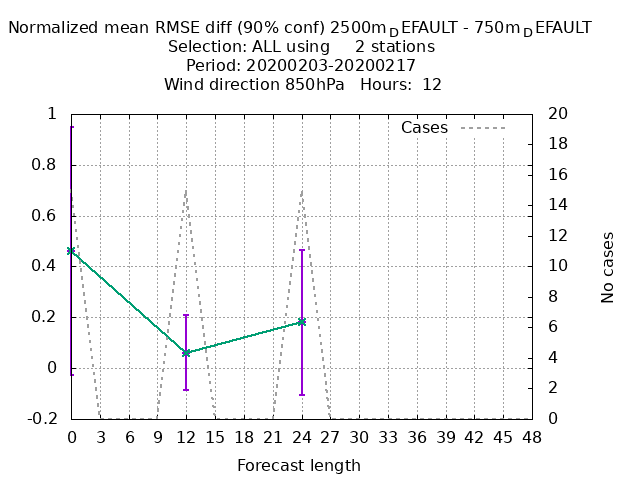 Normalized mean RMSE diff (90% conf) 2500m_DEFAULT - 750m_DEFAULT
Selection: ALL using 2 stations
Period: 20200203-20200217
Wind direction 850hPa Hours: 12
1 20
Cases
18
0.8 16
14
0.6
12
0.4 10
8
0.2
6
0 4
2
-0.2 0
No cases
0 3 6 9 12 15 18 21 24 27 30 33 36 39 42 45 48
Forecast length